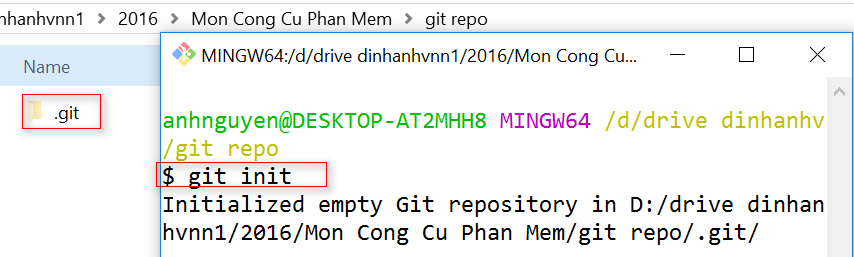 nhanhvnn1 › 2016 › Mon Cong Cu Phan Mem › git repo
Name
.git
MINGW64:/d/drive dinhanhvnn1/2016/Mon Cong Cu...
anhnguyen@DESKTOP-AT2MHH8 MINGW64 /d/drive dinhanhv
/git repo
$ git init
Initialized empty Git repository in D:/drive dinhan
hvnn1/2016/Mon Cong Cu Phan Mem/git repo/.git/